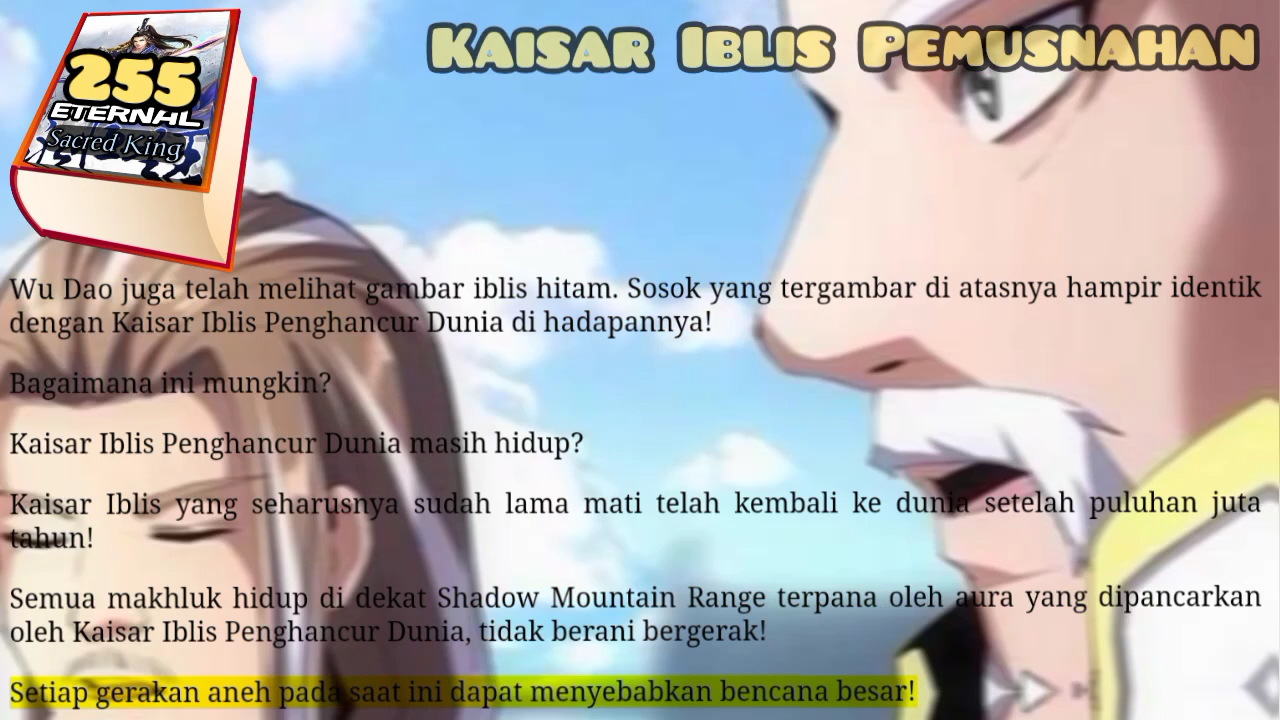 Kaisar Iblis Pemusnahan
255
ETERNAL
Sacred King
Wu Dao juga telah melihat gambar iblis hitam. Sosok yang tergambar di atasnya hampir identik
dengan Kaisar Iblis Penghancur Dunia di hadapannya!
Bagaimana ini mungkin?
Kaisar Iblis Penghancur Dunia masih hidup?
Kaisar Iblis yang seharusnya sudah lama mati telah kembali ke dunia setelah puluhan juta
tahun!
Semua makhluk hidup di dekat Shadow Mountain Range terpana oleh aura yang dipancarkan
oleh Kaisar Iblis Penghancur Dunia, tidak berani bergerak!
Setiap gerakan aneh pada saat ini dapat menyebabkan bencana besar!